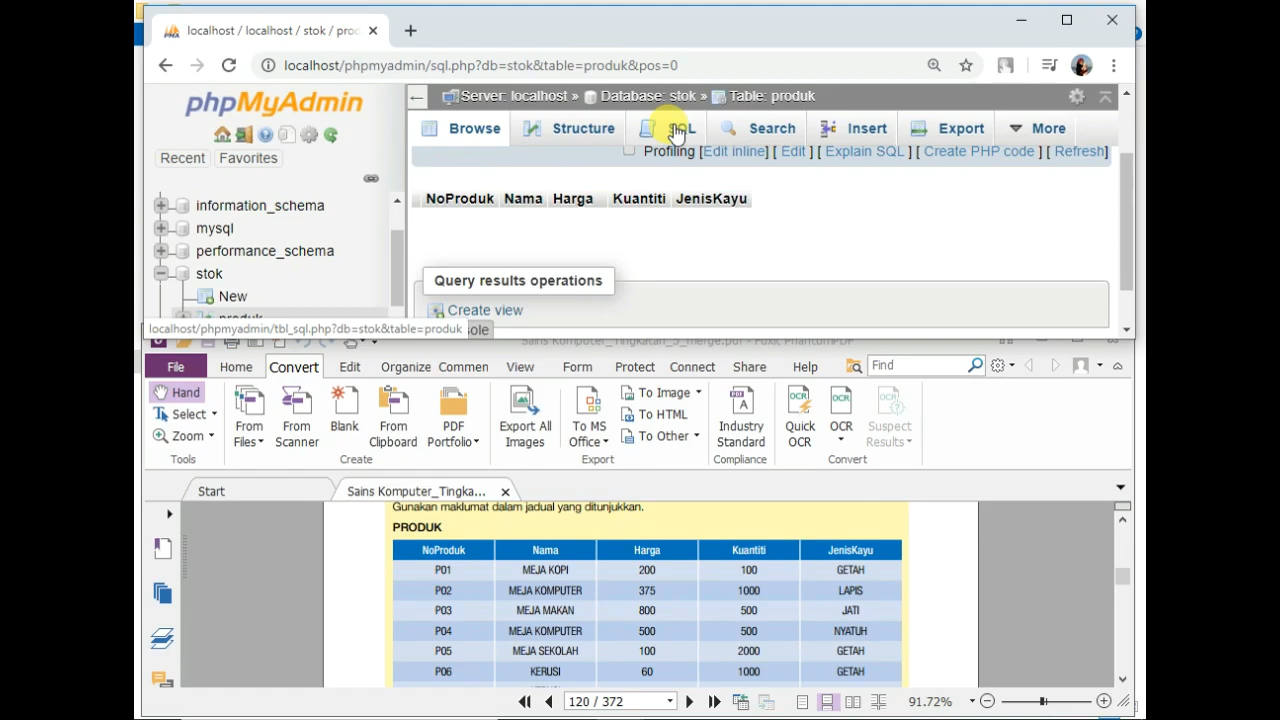 localhost / localhost / stok / proc
localhost/phpmyadmin/sql.php?db=stok&table=produk&pos=0
phpMyAdmin
Recent Favorites
information_schema
mysql
performance_schema
stok
New
localhost/phpmyadmin/tbl_sql.php?db=stok&table=produk
Server: localhost » Database: stok » Table: produk
Browse Structure SQL Search Insert Export More
Profiling [Edit inline] [ Edit ] [ Explain SQL ] [ Create PHP code ] [ Refresh]
NoProduk Nama Harga Kuantiti JenisKayu
Query results operations
Create view
Sains Komputer_Tingkatan_5_merge.pdf - Foxit PhantomPDF
File Home Convert Edit Organize Commen View Form Protect Connect Share Help Find
Hand
Select
Zoom
Tools
From Files
From Scanner
Blank
From Clipboard
PDF Portfolio
Create
Export All Images
To MS Office
To Image
To HTML
To Other
Export
Industry Standard
Compliance
Quick OCR
OCR
Suspect Results
Convert
Start
Sains Komputer_Tingka...
Gunakan maklumat dalam jadual yang ditunjukkan.
PRODUK
NoProduk Nama Harga Kuantiti JenisKayu
P01 MEJA KOPI 200 100 GETAH
P02 MEJA KOMPUTER 375 1000 LAPIS
P03 MEJA MAKAN 800 500 JATI
P04 MEJA KOMPUTER 500 500 NYATUH
P05 MEJA SEKOLAH 100 2000 GETAH
P06 KERUSI 60 1000 GETAH
120 / 372
91.72%